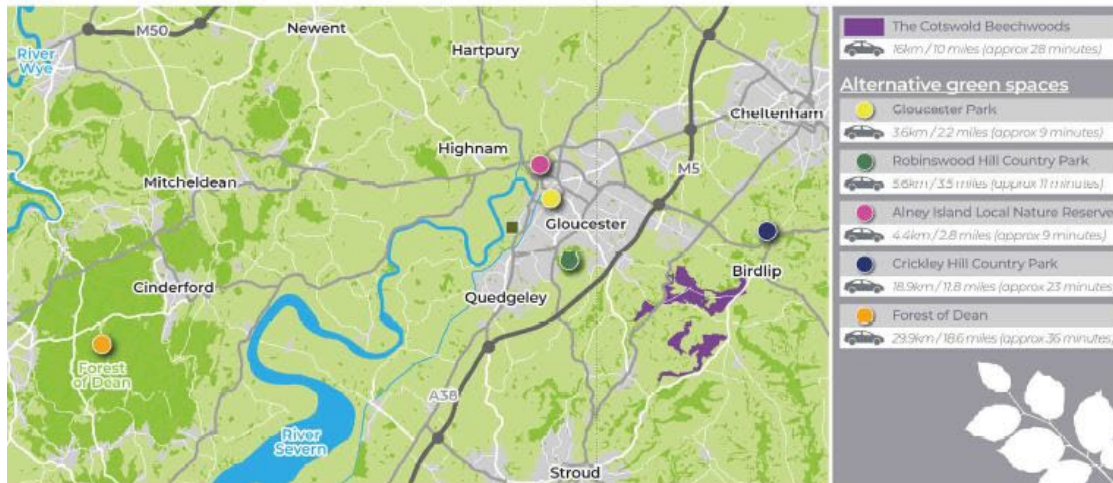 M50
Newent
Hartpury
River
Wye
Cheltenham
Highnam
M5
Mitcheldean
Gloucester
Birdlip
Cinderford
Quedgeley
Forest
of Dean
A38
River
Severn
Stroud
The Cotswold Beechwoods
16km / 10 miles (approx 28 minutes)
Alternative green spaces
Gloucester Park
3.6km / 2.2 miles (approx 9 minutes)
Robinswood Hill Country Park
5.6km / 3.5 miles (approx 11 minutes)
Alney Island Local Nature Reserve
4.4km / 2.8 miles (approx 9 minutes)
Crickley Hill Country Park
18.9km / 11.8 miles (approx 23 minutes
Forest of Dean
29.9km / 18.6 miles (approx 36 minutes)